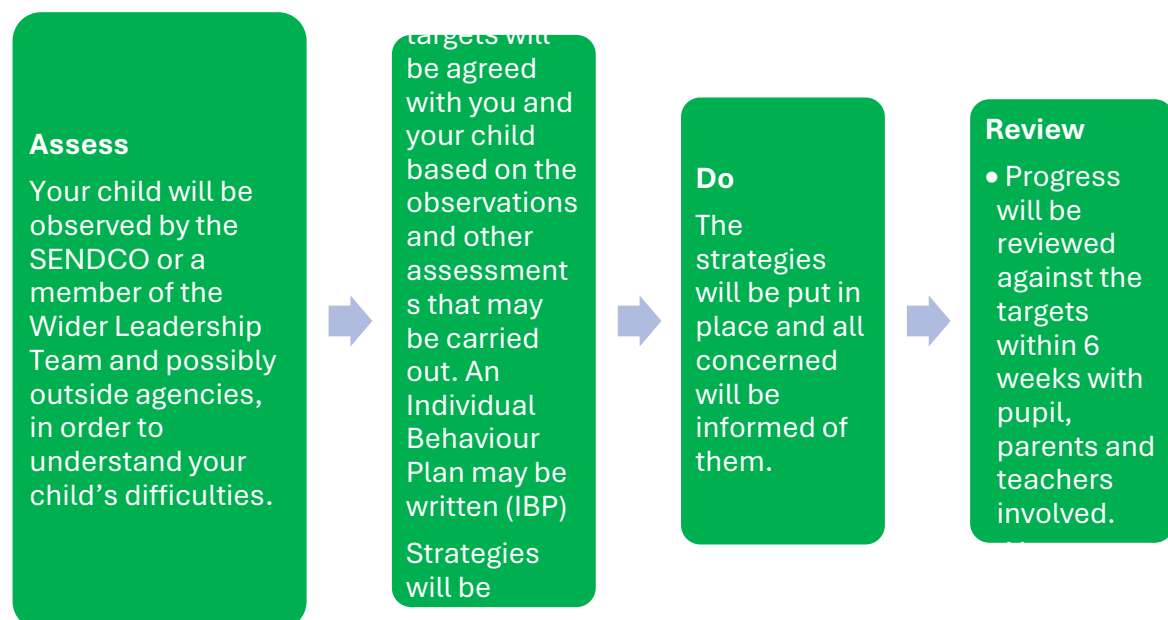 Assess
Your child will be
observed by the
SENDCO or a
member of the
Wider Leadership
Team and possibly
outside agencies,
in order to
understand your
child’s difficulties.
targets will
be agreed
with you and
your child
based on the
observations
and other
assessment
s that may
be carried
out. An
Individual
Behaviour
Plan may be
written (IBP)
Strategies
will be
Do
The
strategies
will be put in
place and all
concerned
will be
informed of
them.
Review
• Progress
will be
reviewed
against the
targets
within 6
weeks with
pupil,
parents and
teachers
involved.